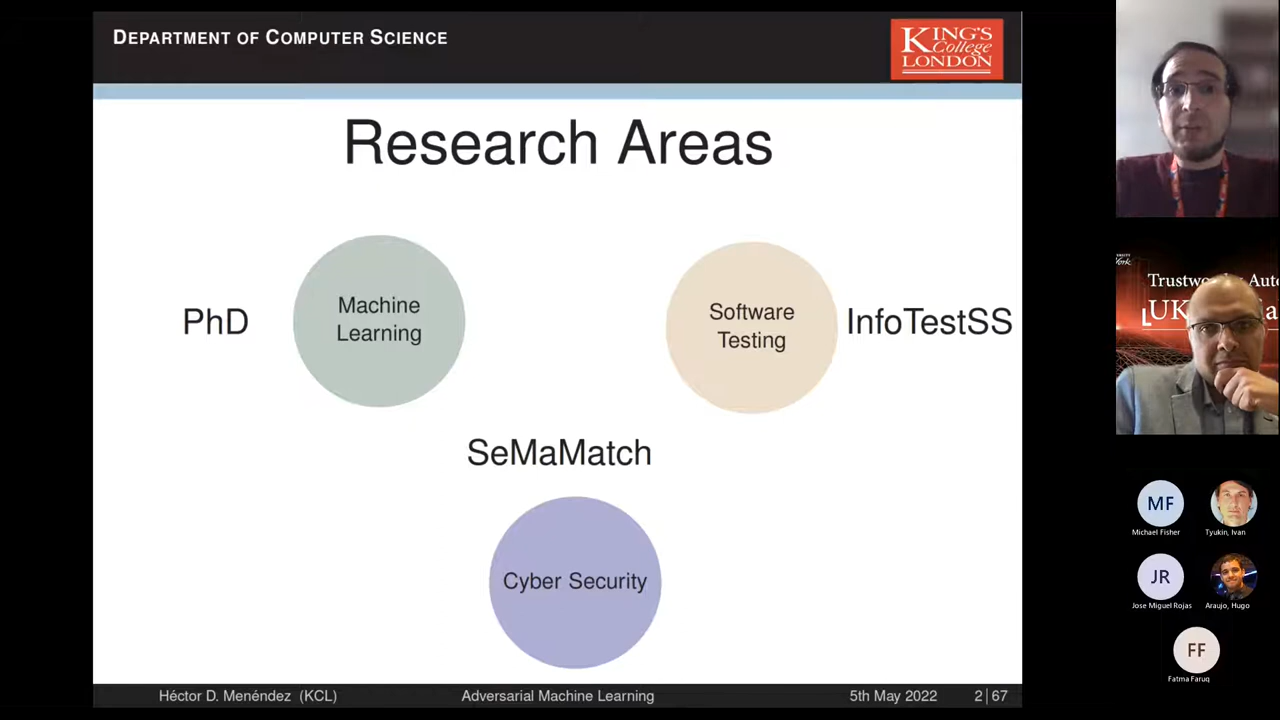 DEPARTMENT OF COMPUTER SCIENCE
KING'S
College
LONDON
Research Areas
PhD
Machine
Learning
Software
Testing
InfoTestSS
SeMaMatch
Cyber Security
Héctor D. Menéndez (KCL)
Adversarial Machine Learning
5th May 2022
2|67
UK
MF
Michael Fisher
Tyukin, Ivan
JR
Jose Miguel Rojas
Araujo, Hugo
FF
Fatma Faruq